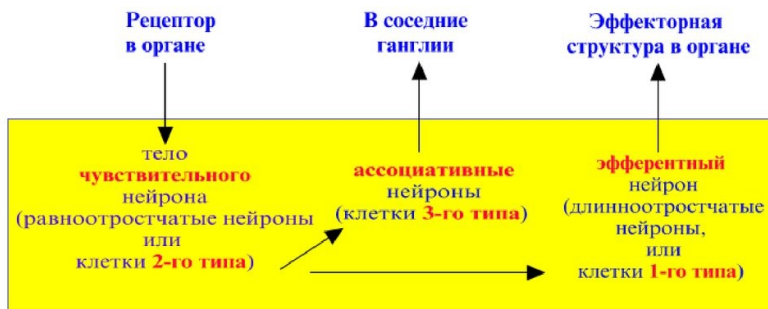 Рецептор
в органе
В соседние
ганглии
Эффекторная
структура в органе
тело
чувствительного
нейрона
(равноотростчатые нейроны
или
клетки 2-го типа)
ассоциативные
нейроны
(клетки 3-го типа)
эфферентный
нейрон
(длинноотростчатые
нейроны,
или
клетки 1-го типа)